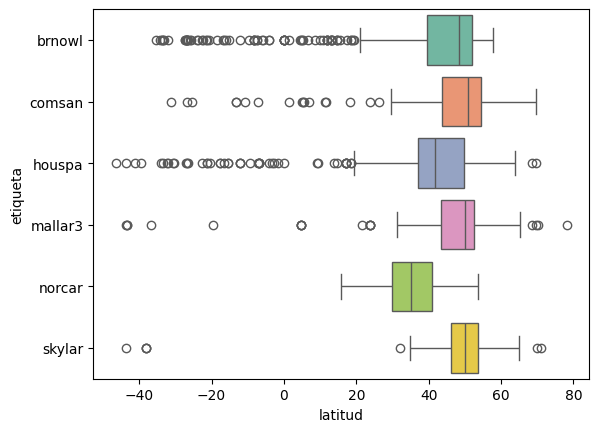 brnowl
comsan
houspa
mallar3
norcar
skylar
etiqueta
−40 −20 0 20 40 60 80
latitud